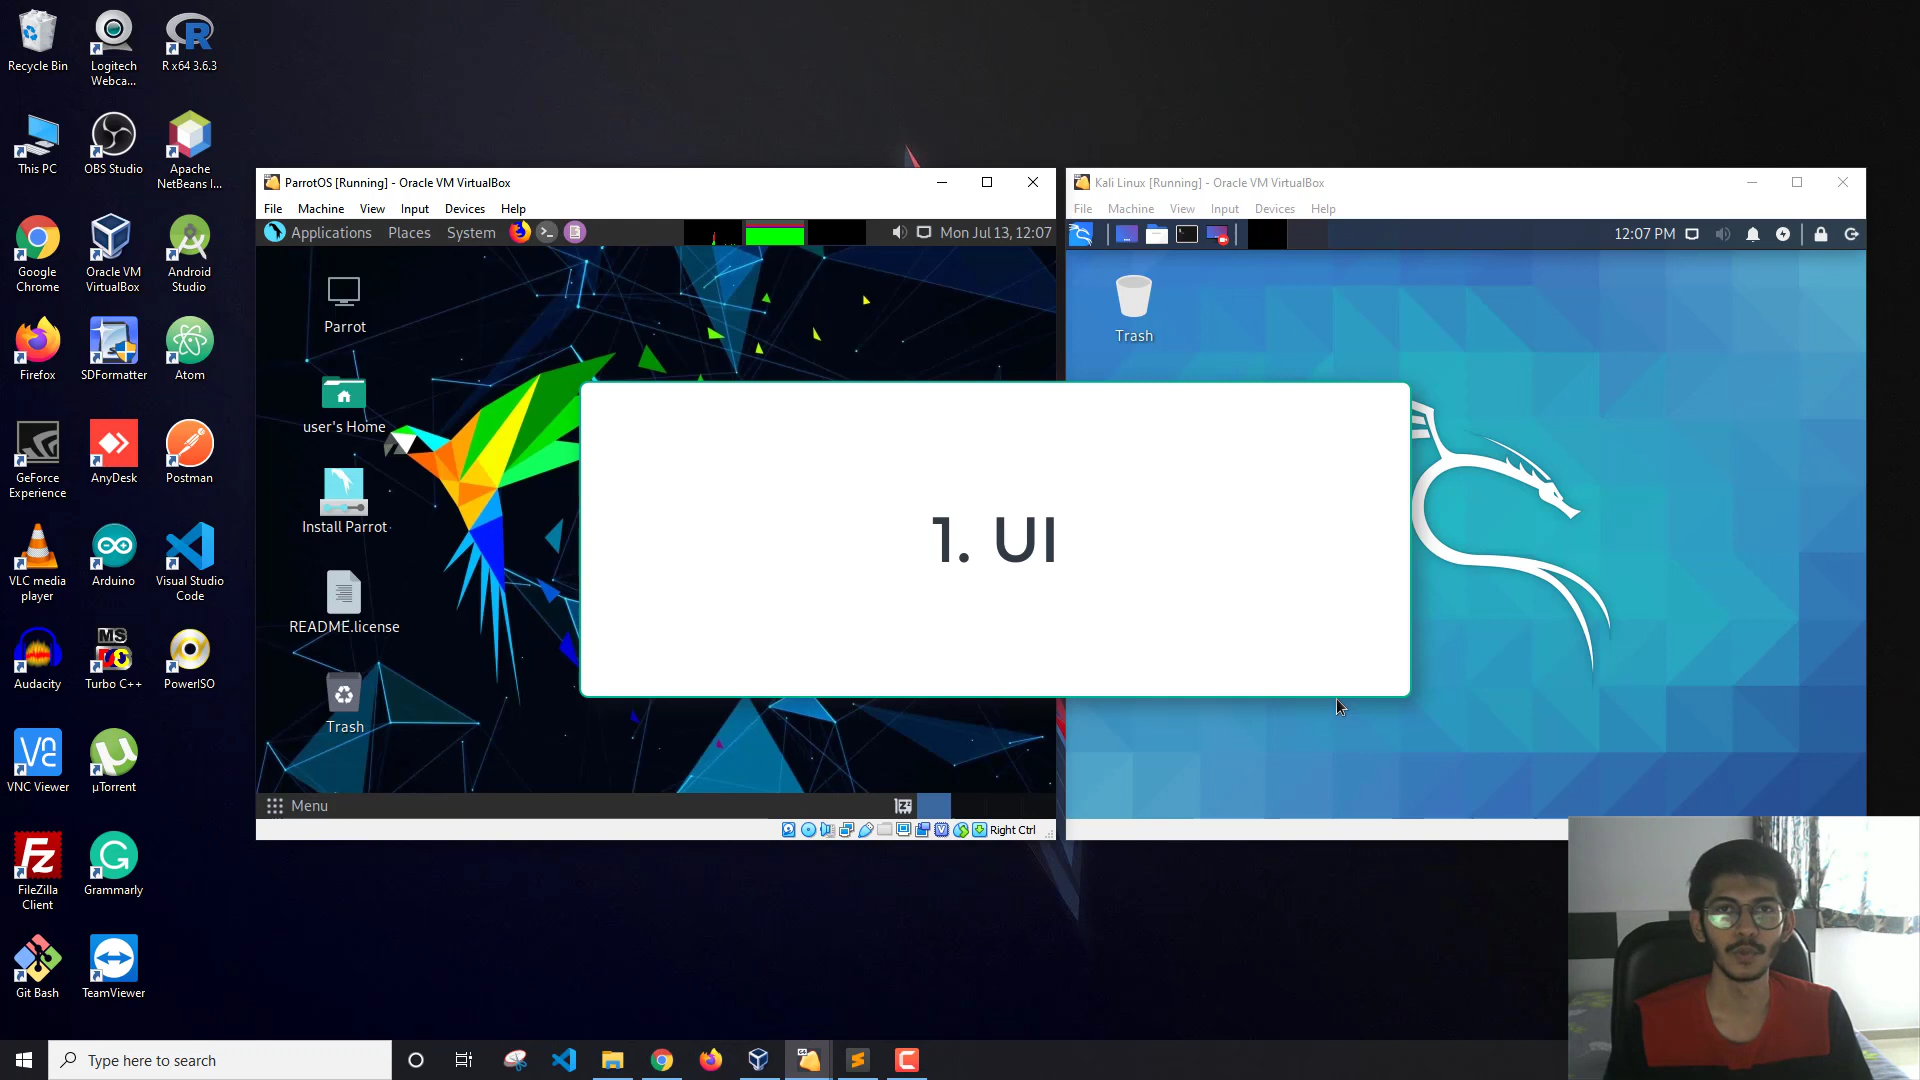 Recycle Bin
Logitech
Webca...
R x64 3.6.3
This PC
OBS Studio
Apache
NetBeans I...
Google
Chrome
Oracle VM
VirtualBox
Android
Studio
Firefox
SDFormatter
Atom
GeForce
Experience
AnyDesk
Postman
VLC media
player
Arduino
Visual Studio
Code
Audacity
MS
Turbo C++
PowerISO
VNC Viewer
µTorrent
FileZilla
Client
Grammarly
Git Bash
TeamViewer
ParrotOS [Running] - Oracle VM VirtualBox
File Machine View Input Devices Help
Applications Places System Mon Jul 13, 12:07
Parrot
user's Home
Install Parrot
README.license
Trash
Menu
Right Ctrl
Kali Linux [Running] - Oracle VM VirtualBox
File Machine View Input Devices Help
12:07 PM
Trash
1. UI
Type here to search